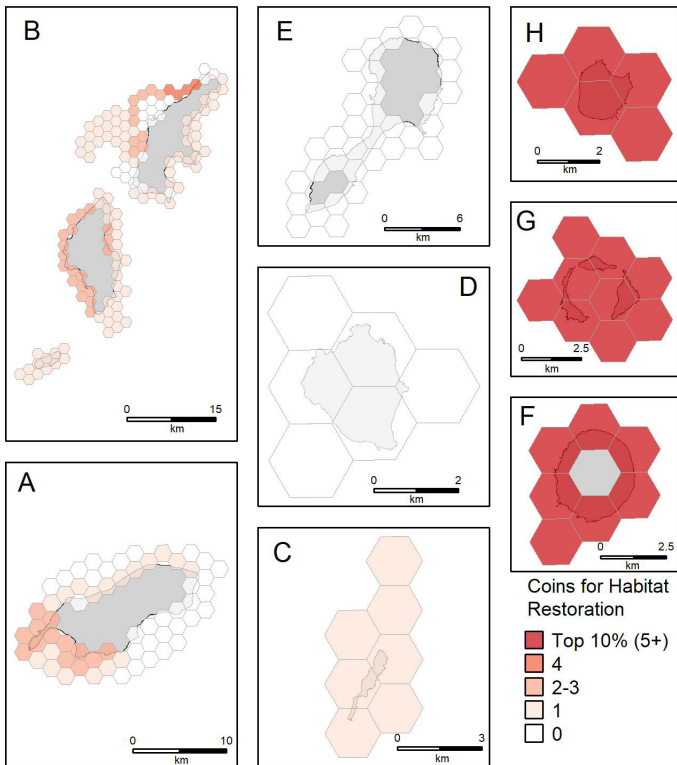 B
0 15
km
A
0 10
km
E
0 6
km
D
0 2
km
C
0 3
km
H
0 2
km
G
0 2.5
km
F
0 2.5
km
Coins for Habitat
Restoration
Top 10% (5+)
4
2-3
1
0